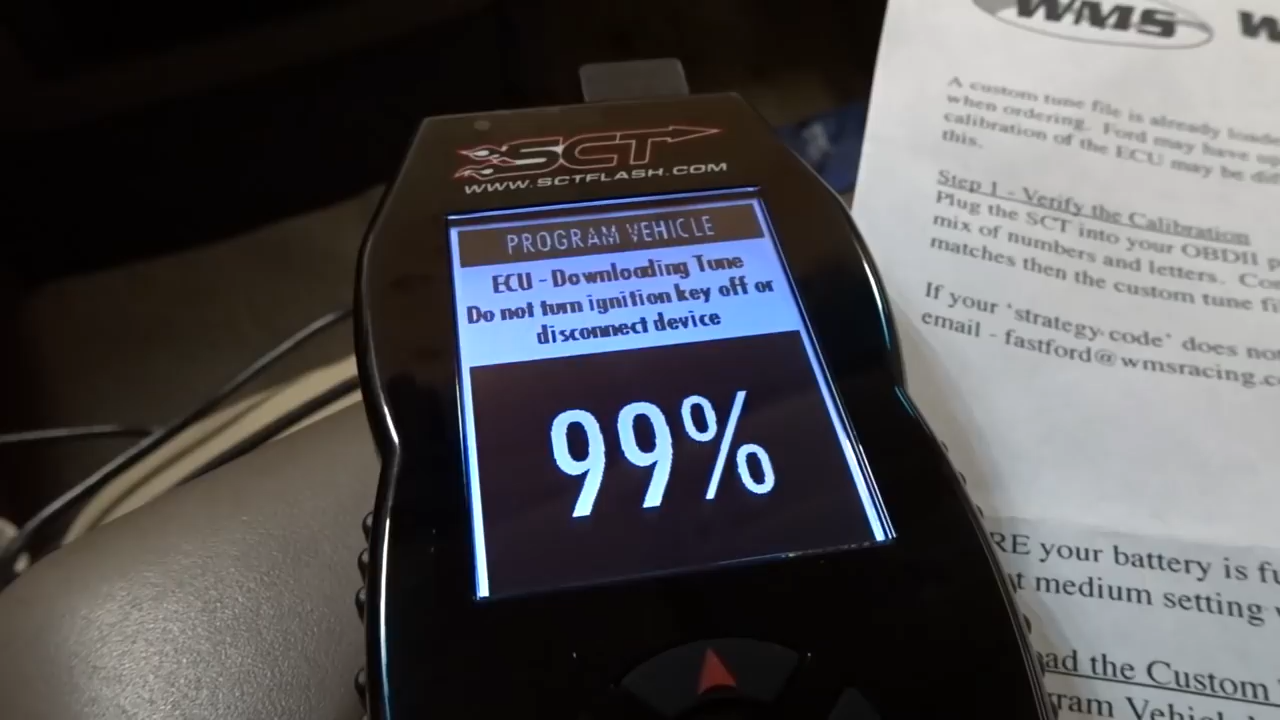 SCT
WWW.SCTFLASH.COM
PROGRAM VEHICLE
ECU - Downloading Tune
Do not turn ignition key off or
disconnect device
99%
WMS
A custom tune file is already
when ordering. Ford may have
calibration of the ECU may be
this.
Step 1 - Verify the Calibration
Plug the SCT into your OBDII
mix of numbers and letters.
matches then the custom tune
If your 'strategy code' does
email - fastford@wmsracing.c
your battery is
medium setting
the Custom